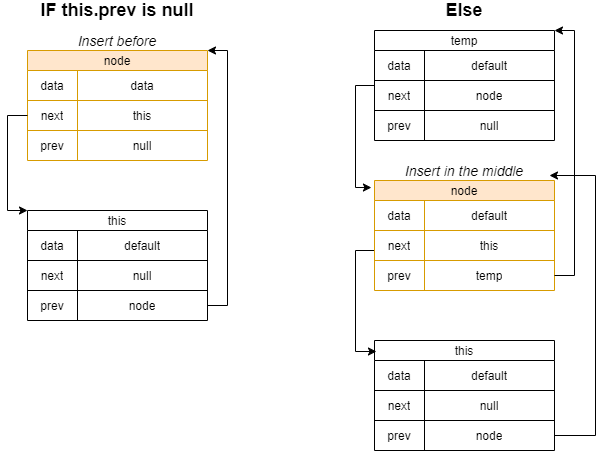 IF this.prev is null
Insert before
node
data data
next this
prev null
this
data default
next null
prev node
Else
temp
data default
next node
prev null
Insert in the middle
node
data default
next this
prev temp
this
data default
next null
prev node